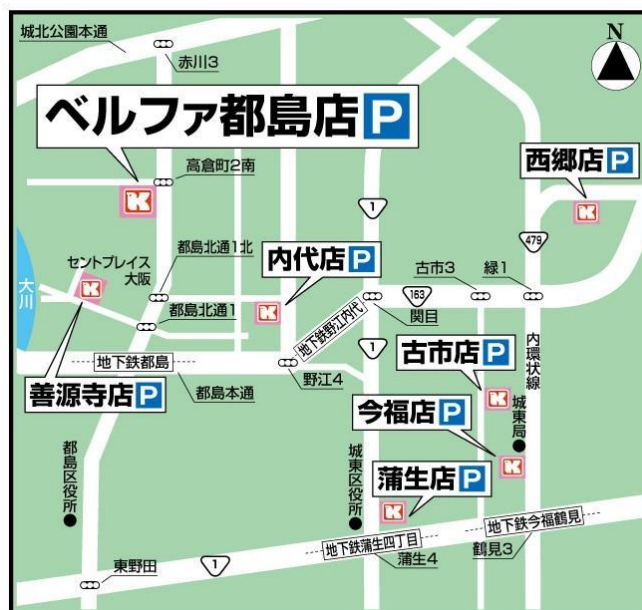 城北公園本通
赤川3
N
ベルファ都島店 P
高倉町2南
西郷店 P
K
K
1
479
セントプレイス
大阪
都島北通1北
内代店 P
古市3
緑1
大川
K
K
163
関目
都島北通1
地下鉄野江内代
地下鉄都島
1
古市店 P
内環状線
善源寺店 P
都島本通
野江4
K
今福店 P
城東局
都島区役所
城東区役所
蒲生店 P
K
K
地下鉄蒲生四丁目
地下鉄今福鶴見
東野田
1
蒲生4
鶴見3